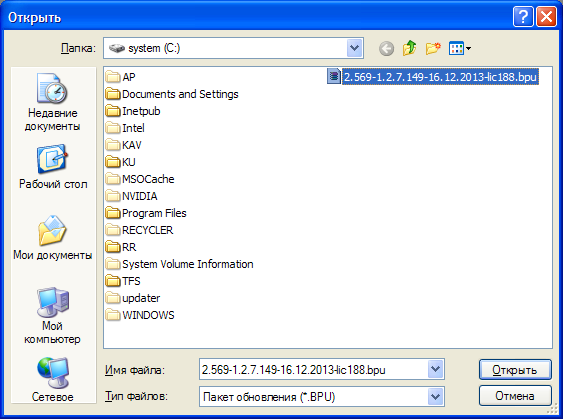 Открыть
Папка:
system (C:)
Недавние
документы
Рабочий стол
Мои документы
Мой
компьютер
Сетевое
AP
Documents and Settings
Inetpub
Intel
KAV
KU
MSOCache
NVIDIA
Program Files
RECYCLER
RR
System Volume Information
TFS
updater
WINDOWS
2.569-1.2.7.149-16.12.2013-lic188.bpu
Имя файла:
2.569-1.2.7.149-16.12.2013-lic188.bpu
Открыть
Тип файлов:
Пакет обновления (*.BPU)
Отмена